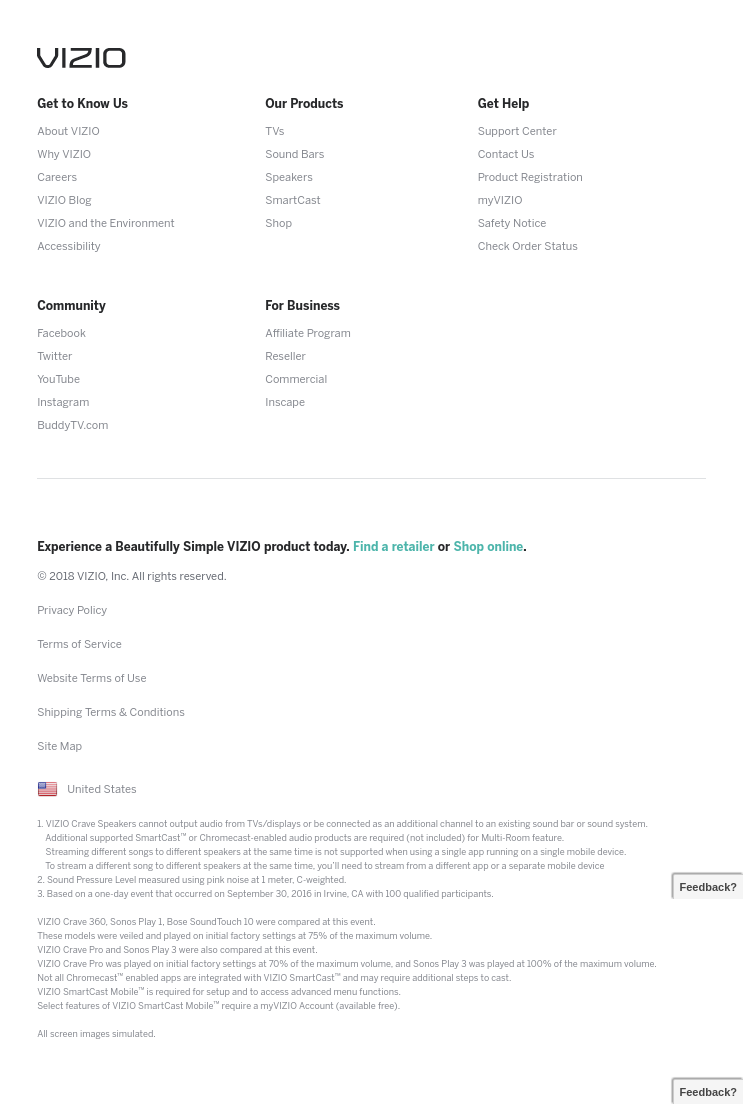 VIZIO
Get to Know Us
About VIZIO
Why VIZIO
Careers
VIZIO Blog
VIZIO and the Environment
Accessibility
Our Products
TVs
Sound Bars
Speakers
SmartCast
Shop
Get Help
Support Center
Contact Us
Product Registration
myVIZIO
Safety Notice
Check Order Status
Community
Facebook
Twitter
YouTube
Instagram
BuddyTV.com
For Business
Affiliate Program
Reseller
Commercial
Inscape
Experience a Beautifully Simple VIZIO product today. Find a retailer or Shop online.
© 2018 VIZIO, Inc. All rights reserved.
Privacy Policy
Terms of Service
Website Terms of Use
Shipping Terms & Conditions
Site Map
United States
1. VIZIO Crave Speakers cannot output audio from TVs/displays or be connected as an additional channel to an existing sound bar or sound system.
Additional supported SmartCast™ or Chromecast-enabled audio products are required (not included) for Multi-Room feature.
Streaming different songs to different speakers at the same time is not supported when using a single app running on a single mobile device.
To stream a different song to different speakers at the same time, you'll need to stream from a different app or a separate mobile device
2. Sound Pressure Level measured using pink noise at 1 meter, C-weighted.
3. Based on a one-day event that occurred on September 30, 2016 in Irvine, CA with 100 qualified participants.
Feedback?
VIZIO Crave 360, Sonos Play 1, Bose SoundTouch 10 were compared at this event.
These models were veiled and played on initial factory settings at 75% of the maximum volume.
VIZIO Crave Pro and Sonos Play 3 were also compared at this event.
VIZIO Crave Pro was played on initial factory settings at 70% of the maximum volume, and Sonos Play 3 was played at 100% of the maximum volume.
Not all Chromecast™ enabled apps are integrated with VIZIO SmartCast™ and may require additional steps to cast.
VIZIO SmartCast Mobile™ is required for setup and to access advanced menu functions.
Select features of VIZIO SmartCast Mobile™ require a myVIZIO Account (available free).
All screen images simulated.
Feedback?